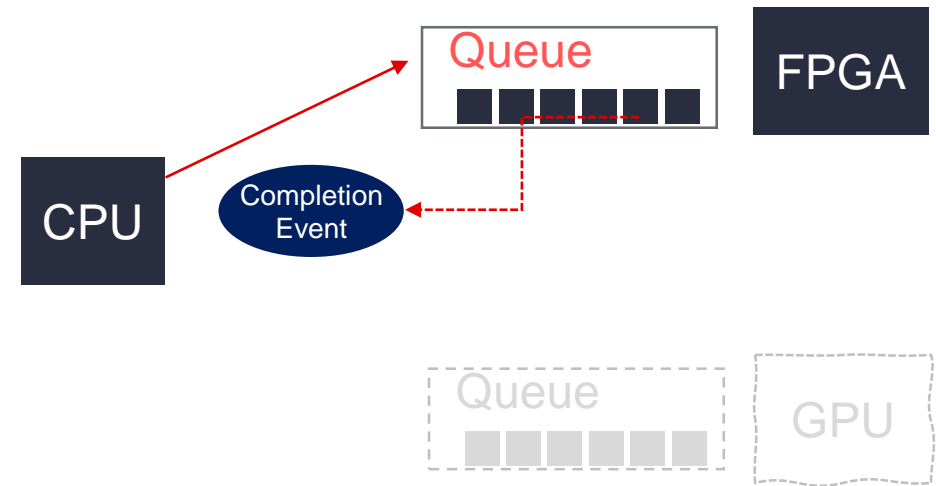 Queue
FPGA
CPU
Completion
Event
Queue
GPU